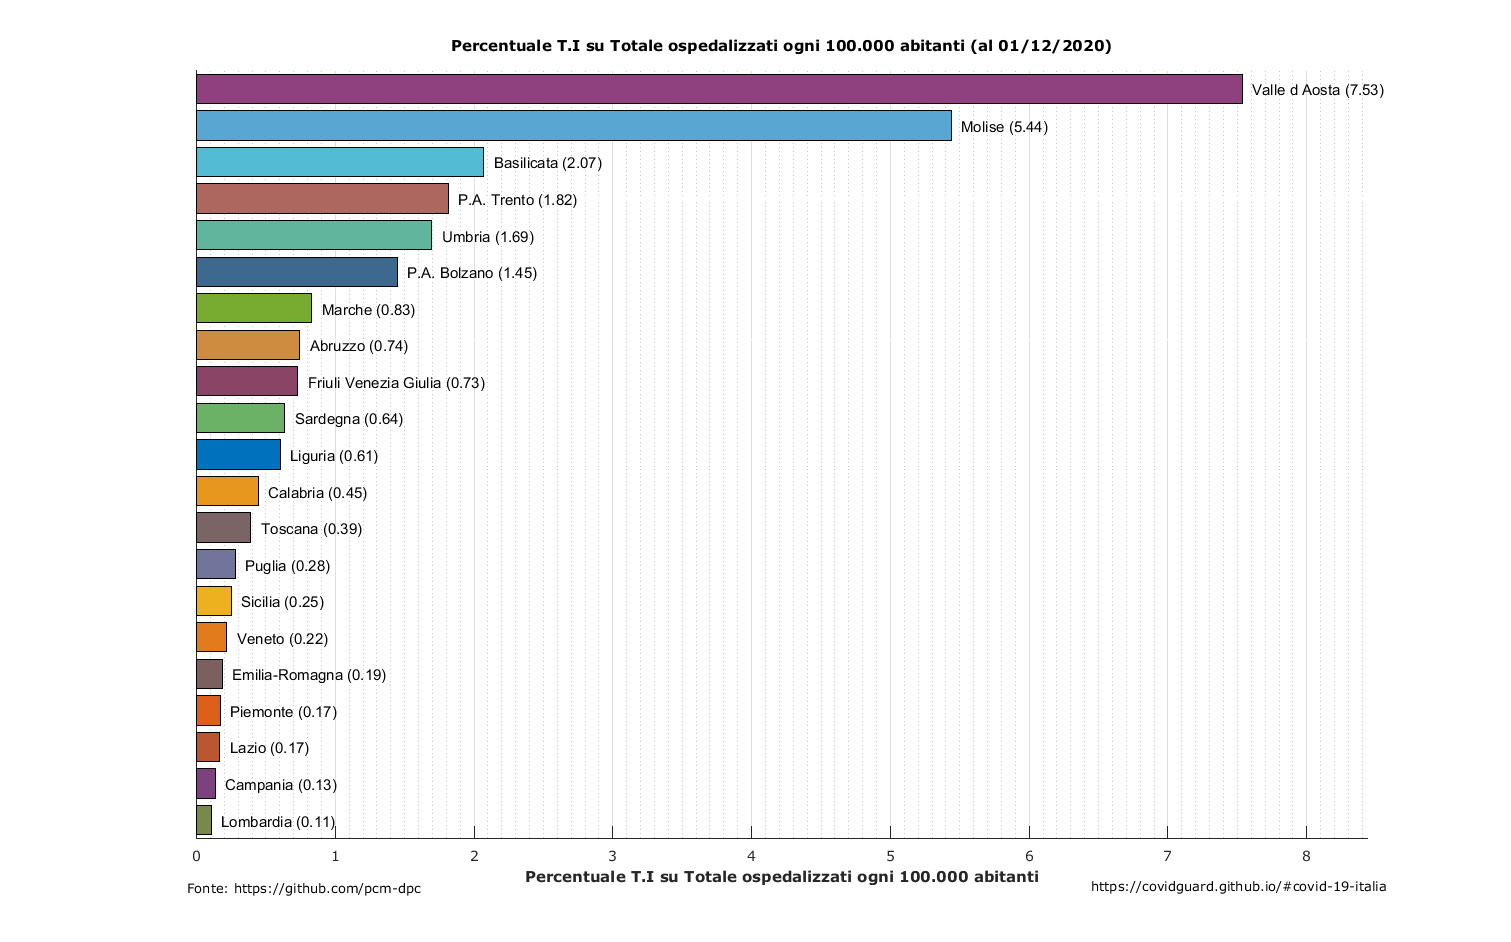 Percentuale T.I su Totale ospedalizzati ogni 100.000 abitanti (al 01/12/2020)
Valle d Aosta (7.53)
Molise (5.44)
Basilicata (2.07)
P.A. Trento (1.82)
Umbria (1.69)
P.A. Bolzano (1.45)
Marche (0.83)
Abruzzo (0.74)
Friuli Venezia Giulia (0.73)
Sardegna (0.64)
Liguria (0.61)
Calabria (0.45)
Toscana (0.39)
Puglia (0.28)
Sicilia (0.25)
Veneto (0.22)
Emilia-Romagna (0.19)
Piemonte (0.17)
Lazio (0.17)
Campania (0.13)
Lombardia (0.11)
0 1 2 3 4 5 6 7 8
Percentuale T.I su Totale ospedalizzati ogni 100.000 abitanti
Fonte: https://github.com/pcm-dpc
https://covidguard.github.io/#covid-19-italia